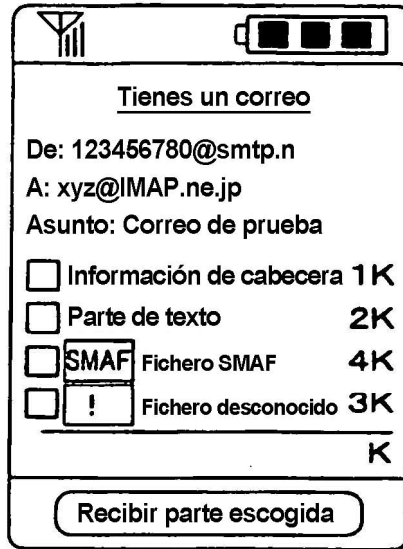 Tienes un correo
De: 123456780@smtp.n
A: xyz@IMAP.ne.jp
Asunto: Correo de prueba
Información de cabecera 1K
Parte de texto 2K
SMAF Fichero SMAF 4K
! Fichero desconocido 3K
K
Recibir parte escogida